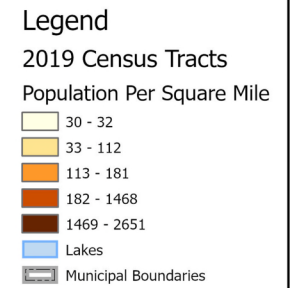 Legend
2019 Census Tracts
Population Per Square Mile
30 - 32
33 - 112
113 - 181
182 - 1468
1469 - 2651
Lakes
Municipal Boundaries